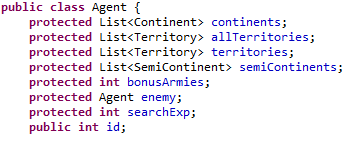 public class Agent {
    protected List<Continent> continents;
    protected List<Territory> allTerritories;
    protected List<Territory> territories;
    protected List<SemiContinent> semiContinents;
    protected int bonusArmies;
    protected Agent enemy;
    protected int searchExp;
    public int id;